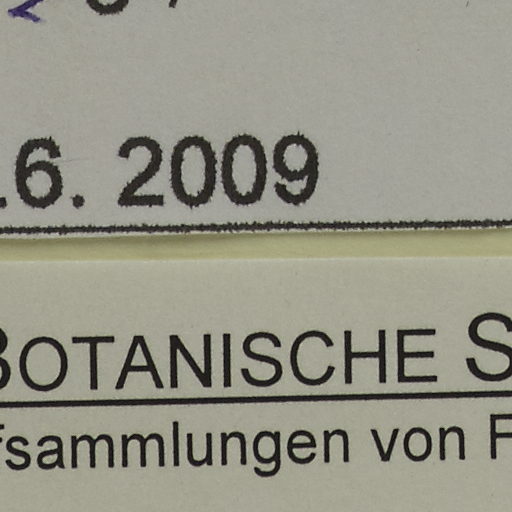 .6. 2009
BOTANISCHE S
fsammlungen von F